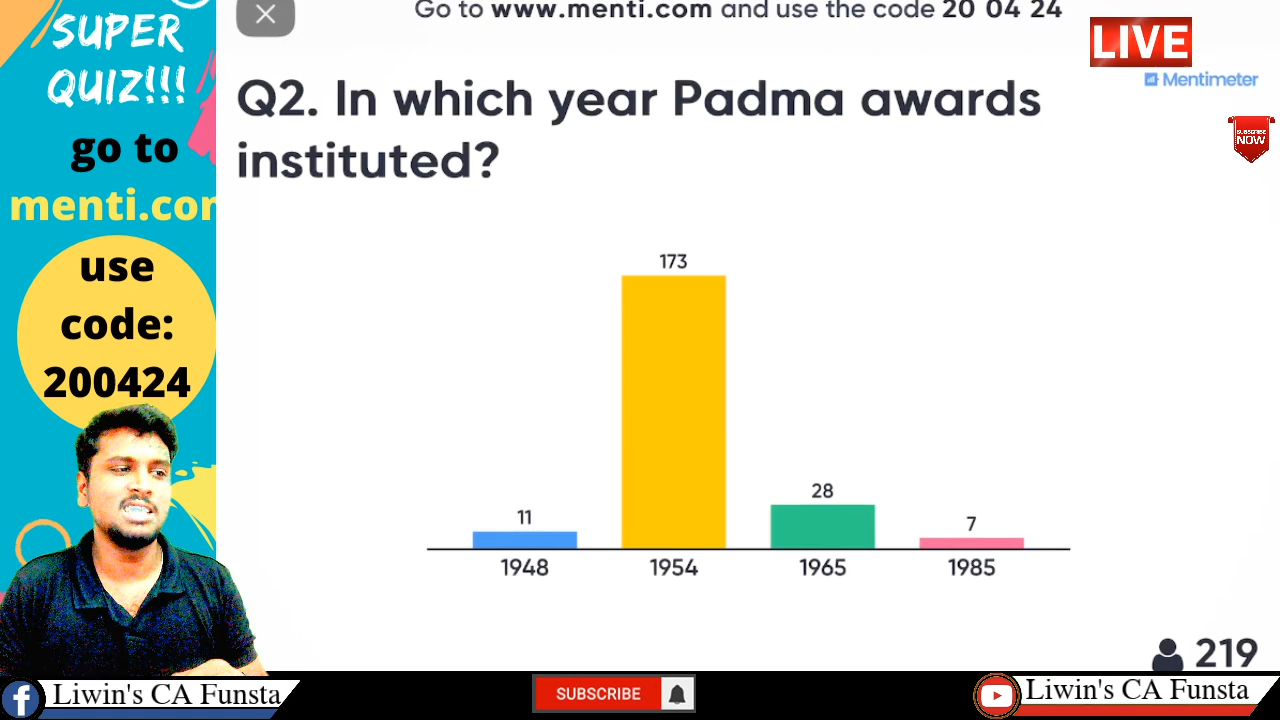 SUPER
QUIZ!!!
go to
menti.com
use
code:
200424
Go to www.menti.com and use the code 20 04 24
LIVE
Mentimeter
SUBSCRIBE
NOW
Q2. In which year Padma awards
instituted?
173
28
11
7
1948 1954 1965 1985
219
Liwin's CA Funsta
SUBSCRIBE
Liwin's CA Funsta